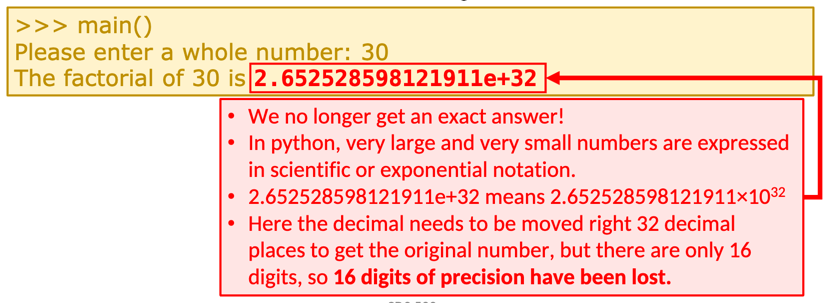 >>> main()
Please enter a whole number: 30
The factorial of 30 is 2.652528598121911e+32
• We no longer get an exact answer!
• In python, very large and very small numbers are expressed
in scientific or exponential notation.
• 2.652528598121911e+32 means 2.652528598121911×10³²
• Here the decimal needs to be moved right 32 decimal
places to get the original number, but there are only 16
digits, so 16 digits of precision have been lost.